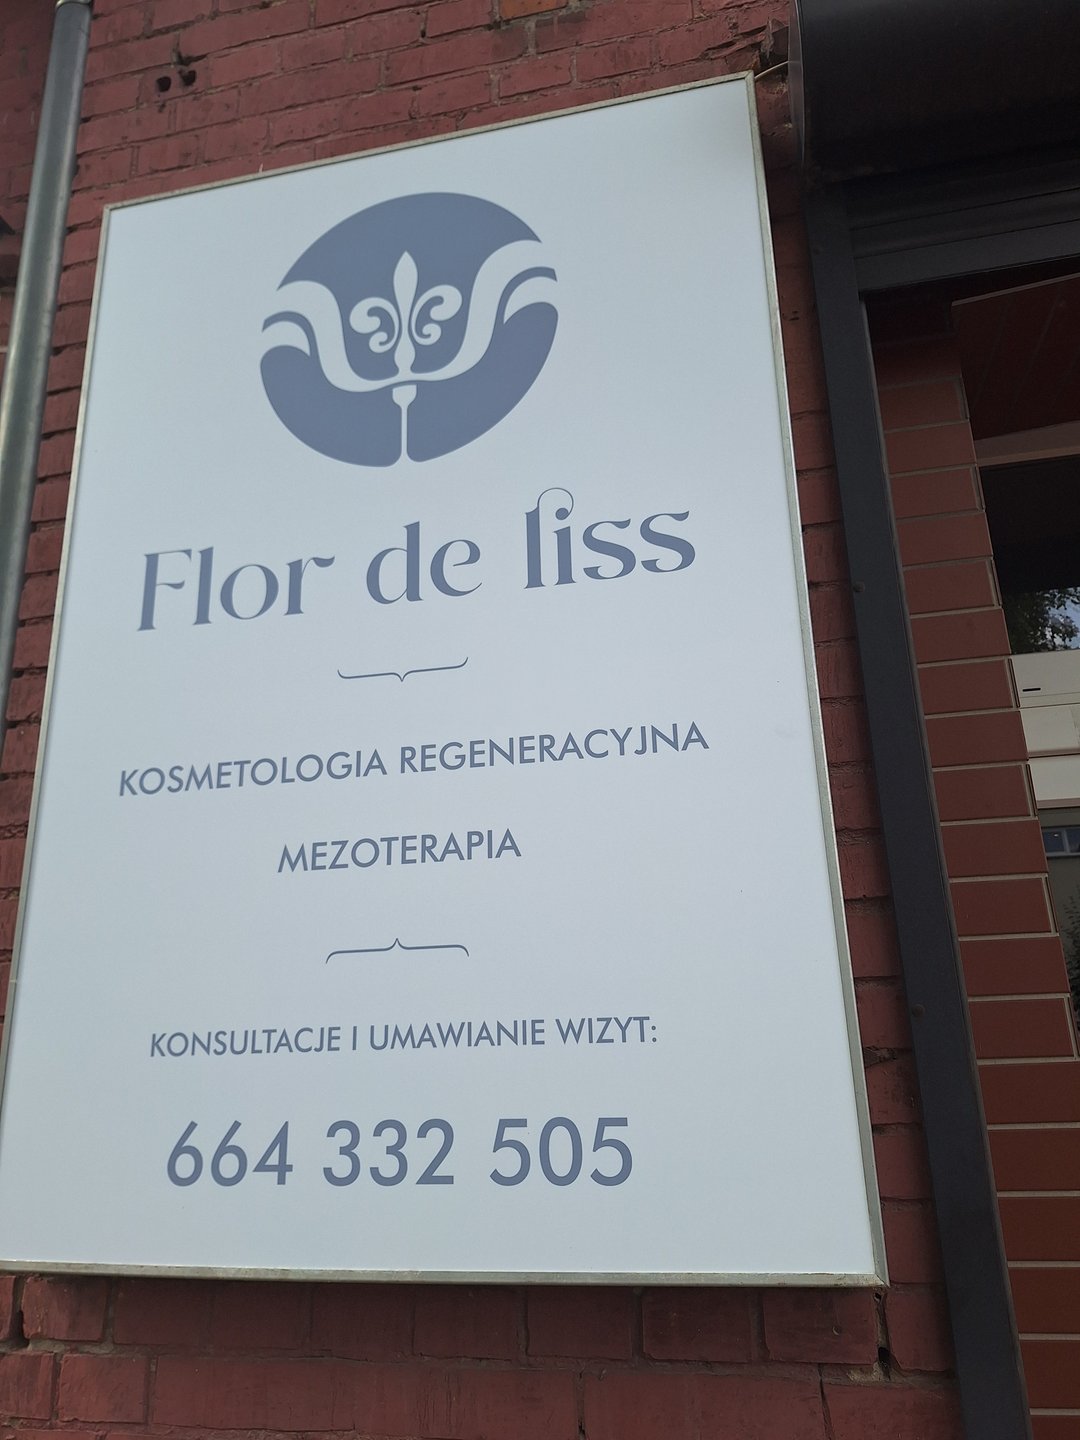 Flor de liss
KOSMETOLOGIA REGENERACYJNA
MEZOTERAPIA
KONSULTACJE I UMAWIANIE WIZYT:
664 332 505